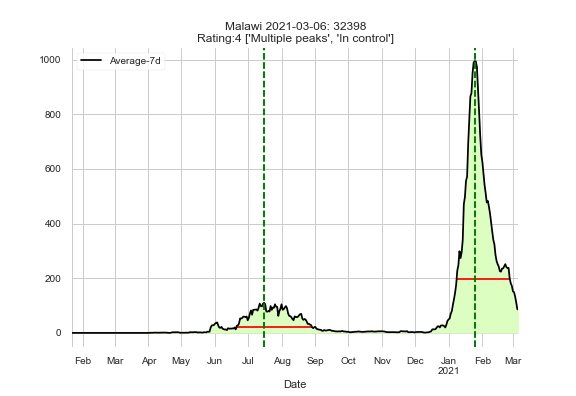 Malawi 2021-03-06: 32398
Rating:4 ['Multiple peaks', 'In control']
Average-7d
1000
800
600
400
200
0
Feb Mar Apr May Jun Jul Aug Sep Oct Nov Dec Jan Feb Mar
2021
Date